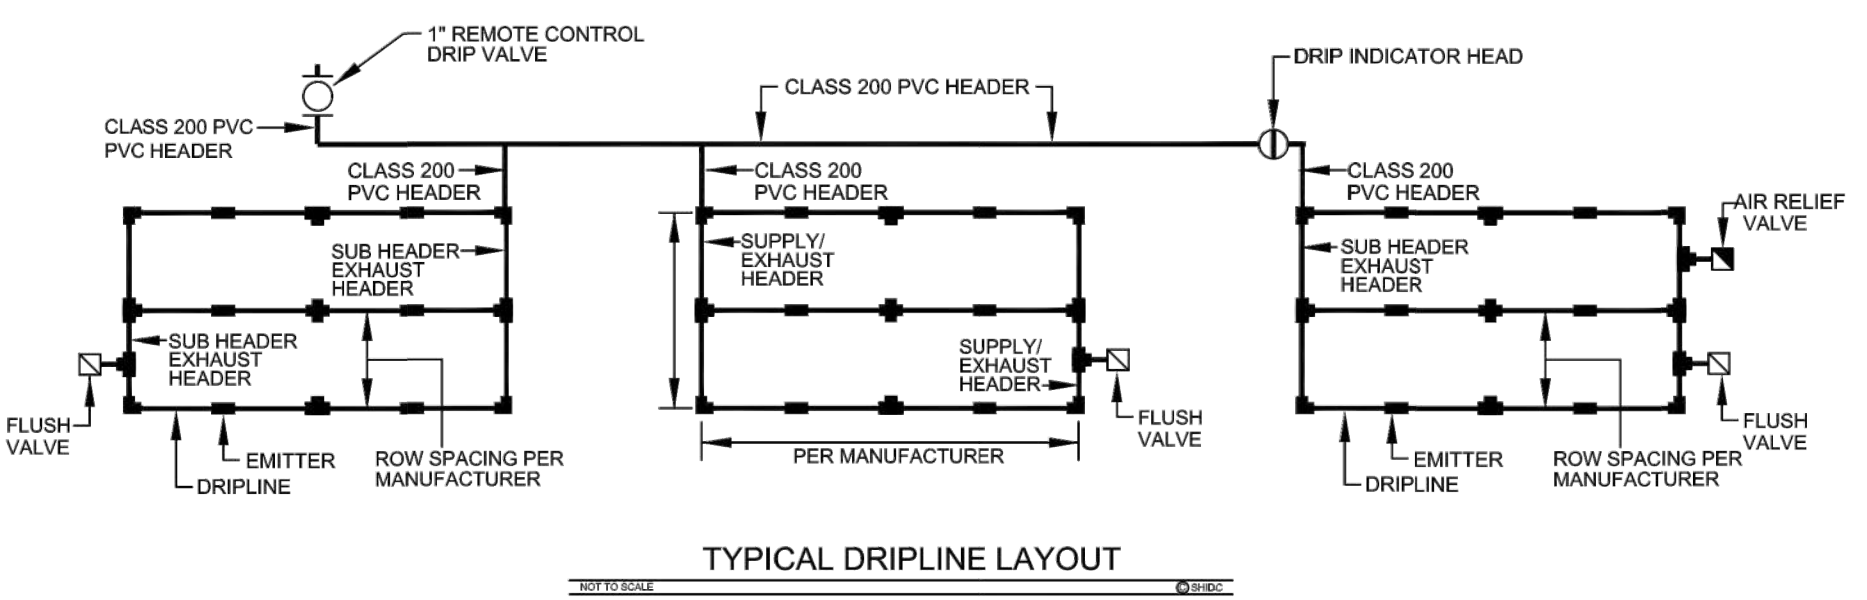 1" REMOTE CONTROL
DRIP VALVE
DRIP INDICATOR HEAD
CLASS 200 PVC HEADER
CLASS 200 PVC
PVC HEADER
CLASS 200
PVC HEADER
CLASS 200
PVC HEADER
CLASS 200
PVC HEADER
AIR RELIEF
VALVE
SUB HEADER
EXHAUST
HEADER
SUPPLY/
EXHAUST
HEADER
SUB HEADER
EXHAUST
HEADER
SUB HEADER
EXHAUST
HEADER
SUPPLY/
EXHAUST
HEADER
FLUSH
VALVE
FLUSH
VALVE
FLUSH
VALVE
EMITTER
DRIPLINE
ROW SPACING PER
MANUFACTURER
PER MANUFACTURER
EMITTER
DRIPLINE
ROW SPACING PER
MANUFACTURER
TYPICAL DRIPLINE LAYOUT
NOT TO SCALE
© SHIDC